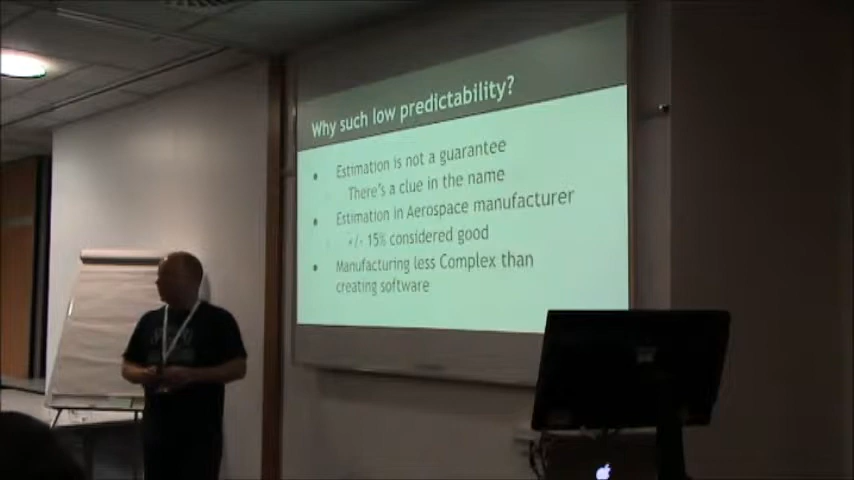 Why such low predictability?
Estimation is not a guarantee
There's a clue in the name
Estimation in Aerospace manufacturer
+/- 15% considered good
Manufacturing less Complex than
creating software